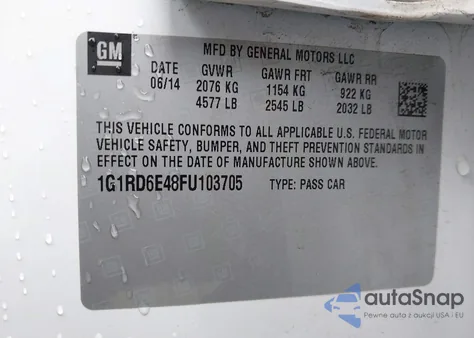 GM
MFD BY GENERAL MOTORS LLC
DATE GVWR GAWR FRT GAWR RR
06/14 2076 KG 1154 KG 922 KG
4577 LB 2545 LB 2032 LB
THIS VEHICLE CONFORMS TO ALL APPLICABLE U.S. FEDERAL MOTOR
VEHICLE SAFETY, BUMPER, AND THEFT PREVENTION STANDARDS IN
EFFECT ON THE DATE OF MANUFACTURE SHOWN ABOVE.
1G1RD6E48FU103705 TYPE: PASS CAR
autoSnap
Pewne auta z aukcji USA i EU